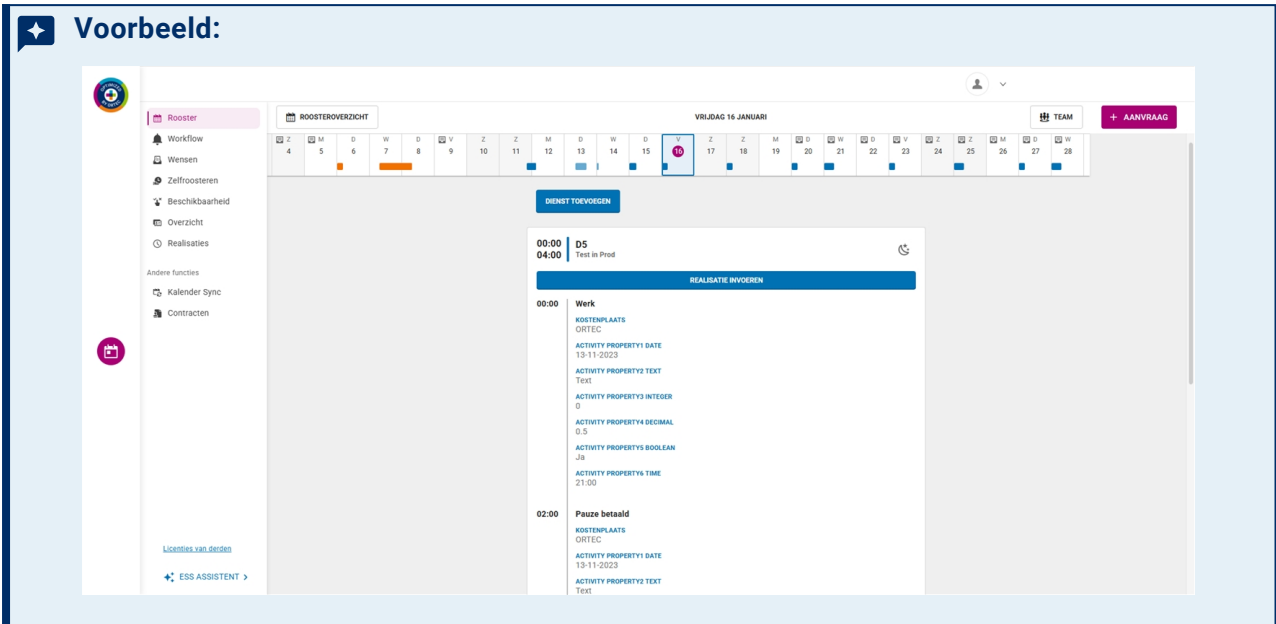 Voorbeeld:
OPTIMIZED BY ORTEC
Rooster
Workflow
Wensen
Zelfroosteren
Beschikbaarheid
Overzicht
Realisaties
Andere functies
Kalender Sync
Contracten
Licenties van derden
ESS ASSISTENT
ROOSTEROVERZICHT
VRIJDAG 16 JANUARI
TEAM
+ AANVRAAG
Z M D W D V Z Z M D W D V Z Z M D W D V Z Z M D W
4 5 6 7 8 9 10 11 12 13 14 15 16 17 18 19 20 21 22 23 24 25 26 27 28
DIENST TOEVOEGEN
00:00 D5
04:00 Test in Prod
REALISATIE INVOEREN
00:00 Werk
KOSTENPLAATS
ORTEC
ACTIVITY PROPERTY1 DATE
13-11-2023
ACTIVITY PROPERTY2 TEXT
Text
ACTIVITY PROPERTY3 INTEGER
0
ACTIVITY PROPERTY4 DECIMAL
0.5
ACTIVITY PROPERTY5 BOOLEAN
Ja
ACTIVITY PROPERTY6 TIME
21:00
02:00 Pauze betaald
KOSTENPLAATS
ORTEC
ACTIVITY PROPERTY1 DATE
13-11-2023
ACTIVITY PROPERTY2 TEXT
Text